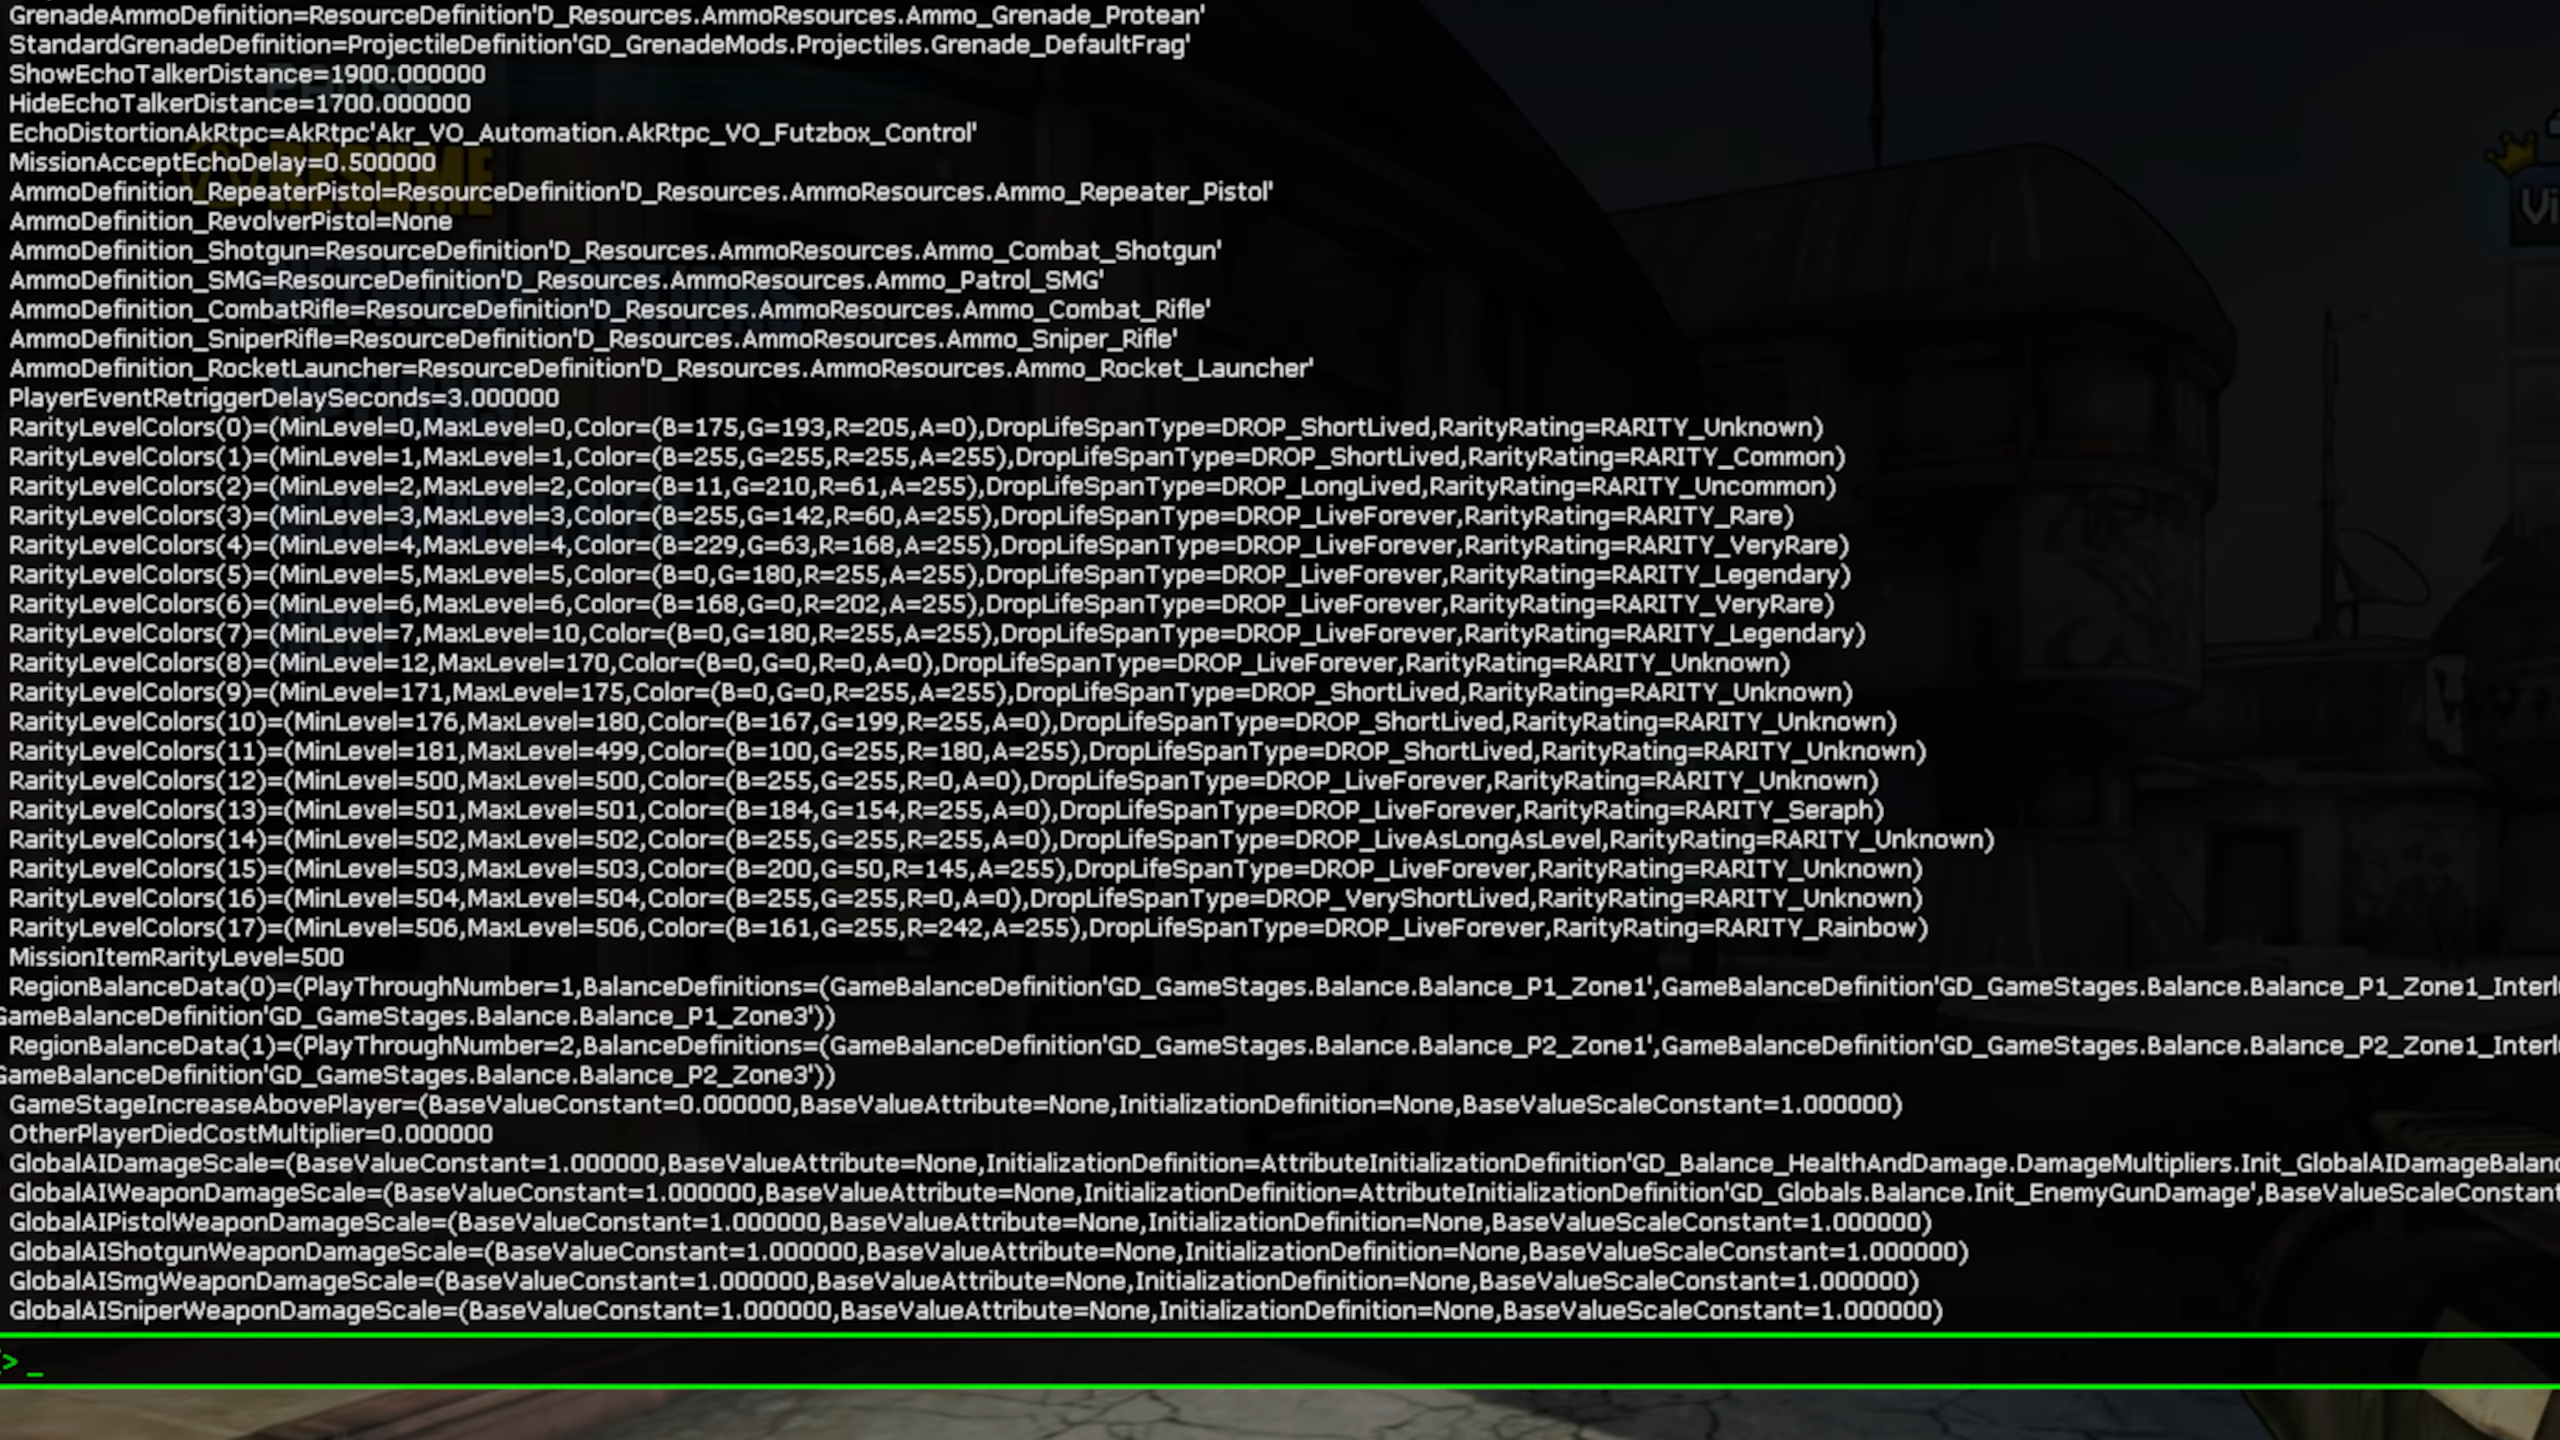 GrenadeAmmoDefinition=ResourceDefinition'D_Resources.AmmoResources.Ammo_Grenade_Protean'
StandardGrenadeDefinition=ProjectileDefinition'GD_GrenadeMods.Projectiles.Grenade_DefaultFrag'
ShowEchoTalkerDistance=1900.000000
HideEchoTalkerDistance=1700.000000
EchoDistortionAkRtpc=AkRtpc'Akr_VO_Automation.AkRtpc_VO_Futzbox_Control'
MissionAcceptEchoDelay=0.500000
AmmoDefinition_RepeaterPistol=ResourceDefinition'D_Resources.AmmoResources.Ammo_Repeater_Pistol'
AmmoDefinition_RevolverPistol=None
AmmoDefinition_Shotgun=ResourceDefinition'D_Resources.AmmoResources.Ammo_Combat_Shotgun'
AmmoDefinition_SMG=ResourceDefinition'D_Resources.AmmoResources.Ammo_Patrol_SMG'
AmmoDefinition_CombatRifle=ResourceDefinition'D_Resources.AmmoResources.Ammo_Combat_Rifle'
AmmoDefinition_SniperRifle=ResourceDefinition'D_Resources.AmmoResources.Ammo_Sniper_Rifle'
AmmoDefinition_RocketLauncher=ResourceDefinition'D_Resources.AmmoResources.Ammo_Rocket_Launcher'
PlayerEventRetriggerDelaySeconds=3.000000
RarityLevelColors(0)=(MinLevel=0,MaxLevel=0,Color=(B=175,G=193,R=205,A=0),DropLifeSpanType=DROP_ShortLived,RarityRating=RARITY_Unknown)
RarityLevelColors(1)=(MinLevel=1,MaxLevel=1,Color=(B=255,G=255,R=255,A=255),DropLifeSpanType=DROP_ShortLived,RarityRating=RARITY_Common)
RarityLevelColors(2)=(MinLevel=2,MaxLevel=2,Color=(B=11,G=210,R=61,A=255),DropLifeSpanType=DROP_LongLived,RarityRating=RARITY_Uncommon)
RarityLevelColors(3)=(MinLevel=3,MaxLevel=3,Color=(B=255,G=142,R=60,A=255),DropLifeSpanType=DROP_LiveForever,RarityRating=RARITY_Rare)
RarityLevelColors(4)=(MinLevel=4,MaxLevel=4,Color=(B=229,G=63,R=168,A=255),DropLifeSpanType=DROP_LiveForever,RarityRating=RARITY_VeryRare)
RarityLevelColors(5)=(MinLevel=5,MaxLevel=5,Color=(B=0,G=180,R=255,A=255),DropLifeSpanType=DROP_LiveForever,RarityRating=RARITY_Legendary)
RarityLevelColors(6)=(MinLevel=6,MaxLevel=6,Color=(B=168,G=0,R=202,A=255),DropLifeSpanType=DROP_LiveForever,RarityRating=RARITY_VeryRare)
RarityLevelColors(7)=(MinLevel=7,MaxLevel=10,Color=(B=0,G=180,R=255,A=255),DropLifeSpanType=DROP_LiveForever,RarityRating=RARITY_Legendary)
RarityLevelColors(8)=(MinLevel=12,MaxLevel=170,Color=(B=0,G=0,R=0,A=0),DropLifeSpanType=DROP_LiveForever,RarityRating=RARITY_Unknown)
RarityLevelColors(9)=(MinLevel=171,MaxLevel=175,Color=(B=0,G=0,R=255,A=255),DropLifeSpanType=DROP_ShortLived,RarityRating=RARITY_Unknown)
RarityLevelColors(10)=(MinLevel=176,MaxLevel=180,Color=(B=167,G=199,R=255,A=0),DropLifeSpanType=DROP_ShortLived,RarityRating=RARITY_Unknown)
RarityLevelColors(11)=(MinLevel=181,MaxLevel=499,Color=(B=100,G=255,R=180,A=255),DropLifeSpanType=DROP_ShortLived,RarityRating=RARITY_Unknown)
RarityLevelColors(12)=(MinLevel=500,MaxLevel=500,Color=(B=255,G=255,R=0,A=0),DropLifeSpanType=DROP_LiveForever,RarityRating=RARITY_Unknown)
RarityLevelColors(13)=(MinLevel=501,MaxLevel=501,Color=(B=184,G=154,R=255,A=0),DropLifeSpanType=DROP_LiveForever,RarityRating=RARITY_Seraph)
RarityLevelColors(14)=(MinLevel=502,MaxLevel=502,Color=(B=255,G=255,R=255,A=0),DropLifeSpanType=DROP_LiveAsLongAsLevel,RarityRating=RARITY_Unknown)
RarityLevelColors(15)=(MinLevel=503,MaxLevel=503,Color=(B=200,G=50,R=145,A=255),DropLifeSpanType=DROP_LiveForever,RarityRating=RARITY_Unknown)
RarityLevelColors(16)=(MinLevel=504,MaxLevel=504,Color=(B=255,G=255,R=0,A=0),DropLifeSpanType=DROP_VeryShortLived,RarityRating=RARITY_Unknown)
RarityLevelColors(17)=(MinLevel=506,MaxLevel=506,Color=(B=161,G=255,R=242,A=255),DropLifeSpanType=DROP_LiveForever,RarityRating=RARITY_Rainbow)
MissionItemRarityLevel=500
RegionBalanceData(0)=(PlayThroughNumber=1,BalanceDefinitions=(GameBalanceDefinition'GD_GameStages.Balance.Balance_P1_Zone1',GameBalanceDefinition'GD_GameStages.Balance.Balance_P1_Zone1_Interl
GameBalanceDefinition'GD_GameStages.Balance.Balance_P1_Zone3'))
RegionBalanceData(1)=(PlayThroughNumber=2,BalanceDefinitions=(GameBalanceDefinition'GD_GameStages.Balance.Balance_P2_Zone1',GameBalanceDefinition'GD_GameStages.Balance.Balance_P2_Zone1_Interl
GameBalanceDefinition'GD_GameStages.Balance.Balance_P2_Zone3'))
GameStageIncreaseAbovePlayer=(BaseValueConstant=0.000000,BaseValueAttribute=None,InitializationDefinition=None,BaseValueScaleConstant=1.000000)
OtherPlayerDiedCostMultiplier=0.000000
GlobalAIDamageScale=(BaseValueConstant=1.000000,BaseValueAttribute=None,InitializationDefinition=AttributeInitializationDefinition'GD_Balance_HealthAndDamage.DamageMultipliers.Init_GlobalAIDamageBalanc
GlobalAIWeaponDamageScale=(BaseValueConstant=1.000000,BaseValueAttribute=None,InitializationDefinition=AttributeInitializationDefinition'GD_Globals.Balance.Init_EnemyGunDamage',BaseValueScaleConstant
GlobalAIPistolWeaponDamageScale=(BaseValueConstant=1.000000,BaseValueAttribute=None,InitializationDefinition=None,BaseValueScaleConstant=1.000000)
GlobalAIShotgunWeaponDamageScale=(BaseValueConstant=1.000000,BaseValueAttribute=None,InitializationDefinition=None,BaseValueScaleConstant=1.000000)
GlobalAISmgWeaponDamageScale=(BaseValueConstant=1.000000,BaseValueAttribute=None,InitializationDefinition=None,BaseValueScaleConstant=1.000000)
GlobalAISniperWeaponDamageScale=(BaseValueConstant=1.000000,BaseValueAttribute=None,InitializationDefinition=None,BaseValueScaleConstant=1.000000)
>_
RESUME
Vi